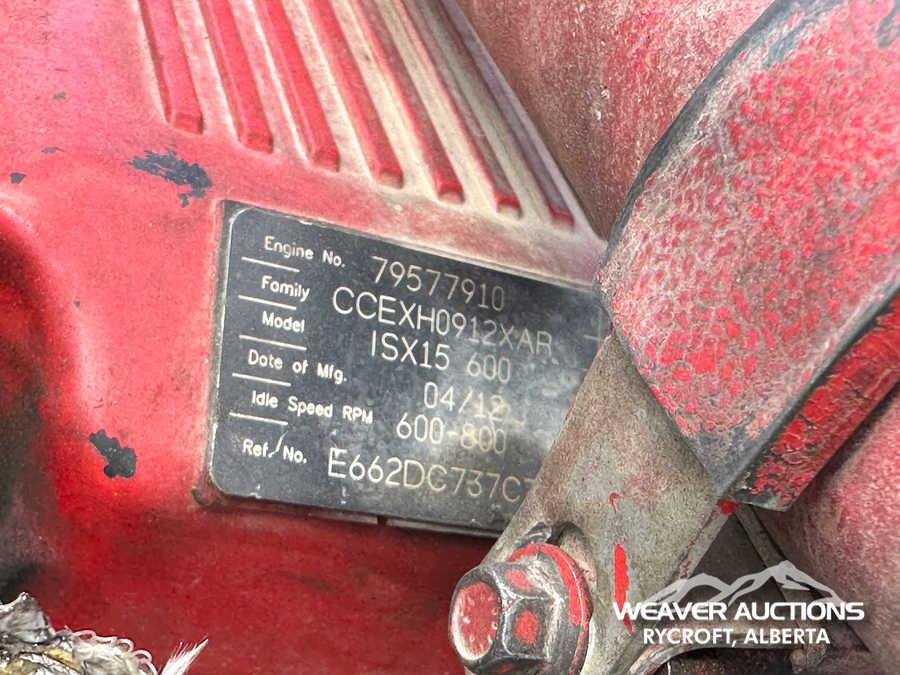 Engine No. 79577910
Family CCEXH0912XAR
Model ISX15 600
Date of Mfg. 04/12
Idle Speed RPM 600-800
Ref. No. E662DC737C
WEAVER AUCTIONS
RYCROFT, ALBERTA